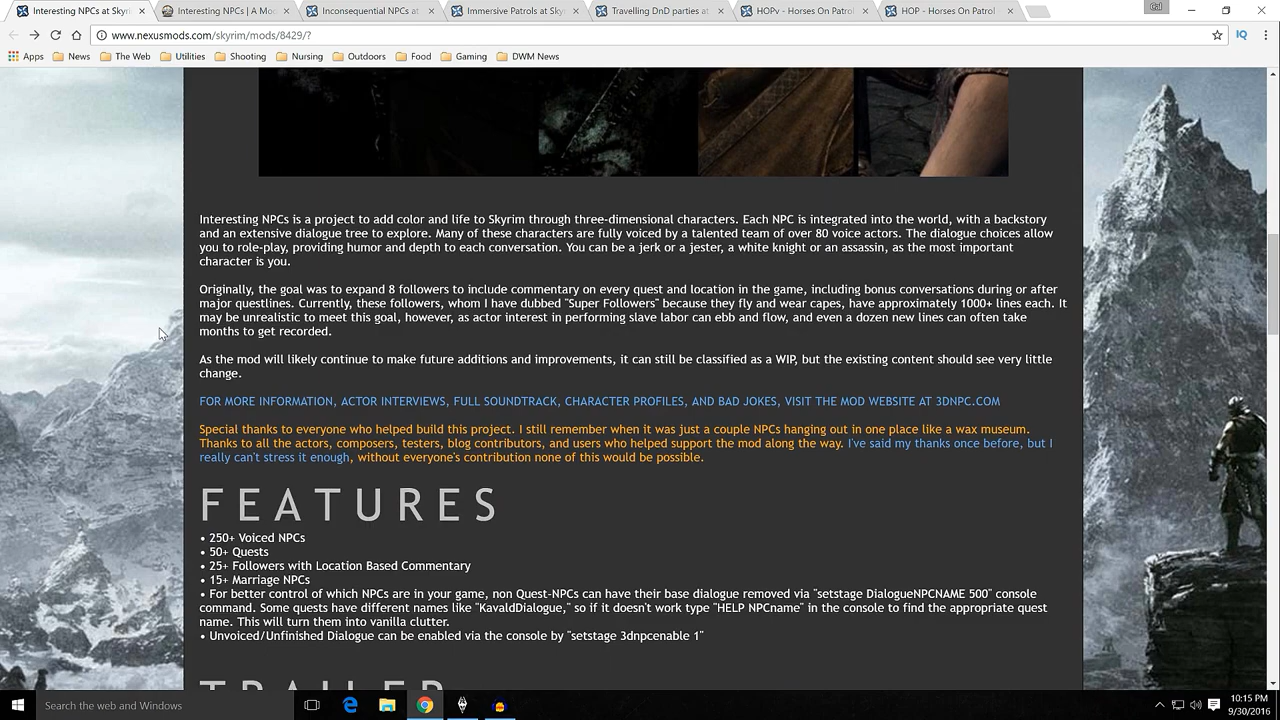 Interesting NPCs at Sky
Interesting NPCs | A Mod
Inconsequential NPCs at
Immersive Patrols at Sky
Travelling DnD parties at
HOPv - Horses On Patrol
HOP - Horses On Patrol
www.nexusmods.com/skyrim/mods/8429/?
IQ
Apps
News
The Web
Utilities
Shooting
Nursing
Outdoors
Food
Gaming
DWM News
Interesting NPCs is a project to add color and life to Skyrim through three-dimensional characters. Each NPC is integrated into the world, with a backstory
and an extensive dialogue tree to explore. Many of these characters are fully voiced by a talented team of over 80 voice actors. The dialogue choices allow
you to role-play, providing humor and depth to each conversation. You can be a jerk or a jester, a white knight or an assassin, as the most important
character is you.
Originally, the goal was to expand 8 followers to include commentary on every quest and location in the game, including bonus conversations during or after
major questlines. Currently, these followers, whom I have dubbed "Super Followers" because they fly and wear capes, have approximately 1000+ lines each. It
may be unrealistic to meet this goal, however, as actor interest in performing slave labor can ebb and flow, and even a dozen new lines can often take
months to get recorded.
As the mod will likely continue to make future additions and improvements, it can still be classified as a WIP, but the existing content should see very little
change.
FOR MORE INFORMATION, ACTOR INTERVIEWS, FULL SOUNDTRACK, CHARACTER PROFILES, AND BAD JOKES, VISIT THE MOD WEBSITE AT 3DNPC.COM
Special thanks to everyone who helped build this project. I still remember when it was just a couple NPCs hanging out in one place like a wax museum.
Thanks to all the actors, composers, testers, blog contributors, and users who helped support the mod along the way. I've said my thanks once before, but I
really can't stress it enough, without everyone's contribution none of this would be possible.
FEATURES
• 250+ Voiced NPCs
• 50+ Quests
• 25+ Followers with Location Based Commentary
• 15+ Marriage NPCs
• For better control of which NPCs are in your game, non Quest-NPCs can have their base dialogue removed via "setstage DialogueNPCNAME 500" console
command. Some quests have different names like "KavaldDialogue," so if it doesn't work type "HELP NPCname" in the console to find the appropriate quest
name. This will turn them into vanilla clutter.
• Unvoiced/Unfinished Dialogue can be enabled via the console by "setstage 3dnpcenable 1"
TRAILER
Search the web and Windows
10:15 PM
9/30/2016